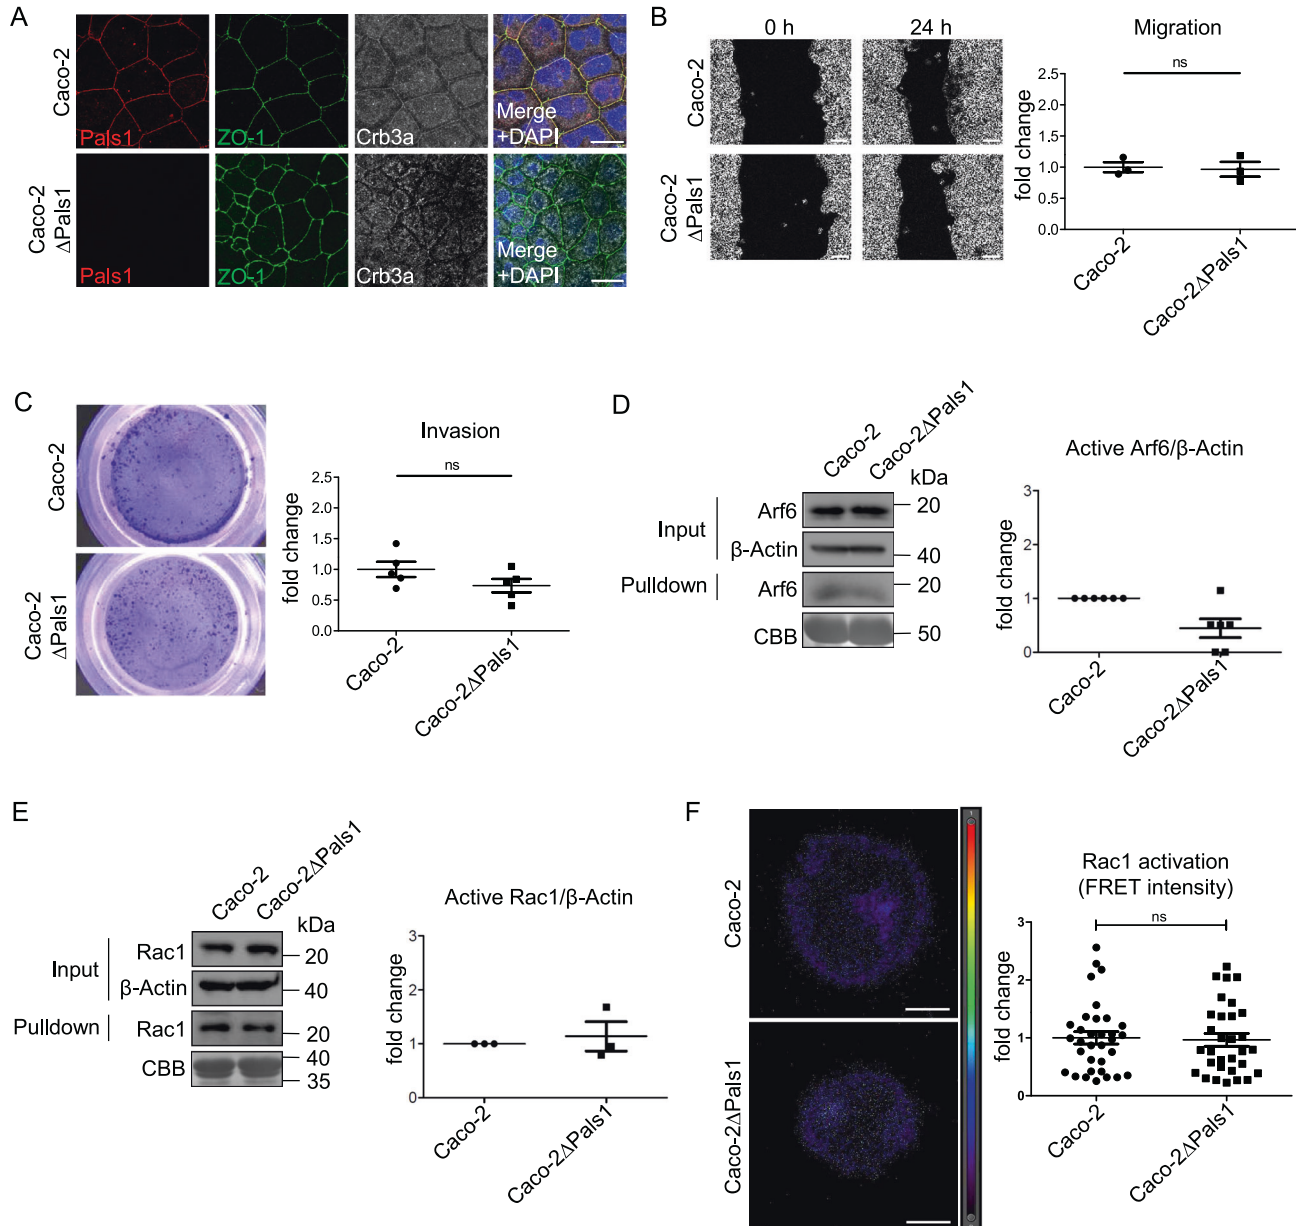 A
Caco-2
Pals1
ZO-1
Crb3a
Merge
+DAPI
Caco-2
ΔPals1
Pals1
ZO-1
Crb3a
Merge
+DAPI
B
0 h
24 h
Caco-2
Caco-2
ΔPals1
Migration
ns
fold change
2.5
2.0
1.5
1.0
0.5
0.0
Caco-2
Caco-2ΔPals1
C
Caco-2
Caco-2
ΔPals1
Invasion
ns
fold change
2.5
2.0
1.5
1.0
0.5
0.0
Caco-2
Caco-2ΔPals1
D
Caco-2
Caco-2ΔPals1
kDa
Input
Arf6
20
β-Actin
40
Pulldown
Arf6
20
CBB
50
Active Arf6/β-Actin
fold change
3
2
1
0
Caco-2
Caco-2ΔPals1
E
Caco-2
Caco-2ΔPals1
kDa
Input
Rac1
20
β-Actin
40
Pulldown
Rac1
20
CBB
40
35
Active Rac1/β-Actin
fold change
3
2
1
0
Caco-2
Caco-2ΔPals1
F
Caco-2
Caco-2ΔPals1
1
0
Rac1 activation
(FRET intensity)
ns
fold change
3
2
1
0
Caco-2
Caco-2ΔPals1